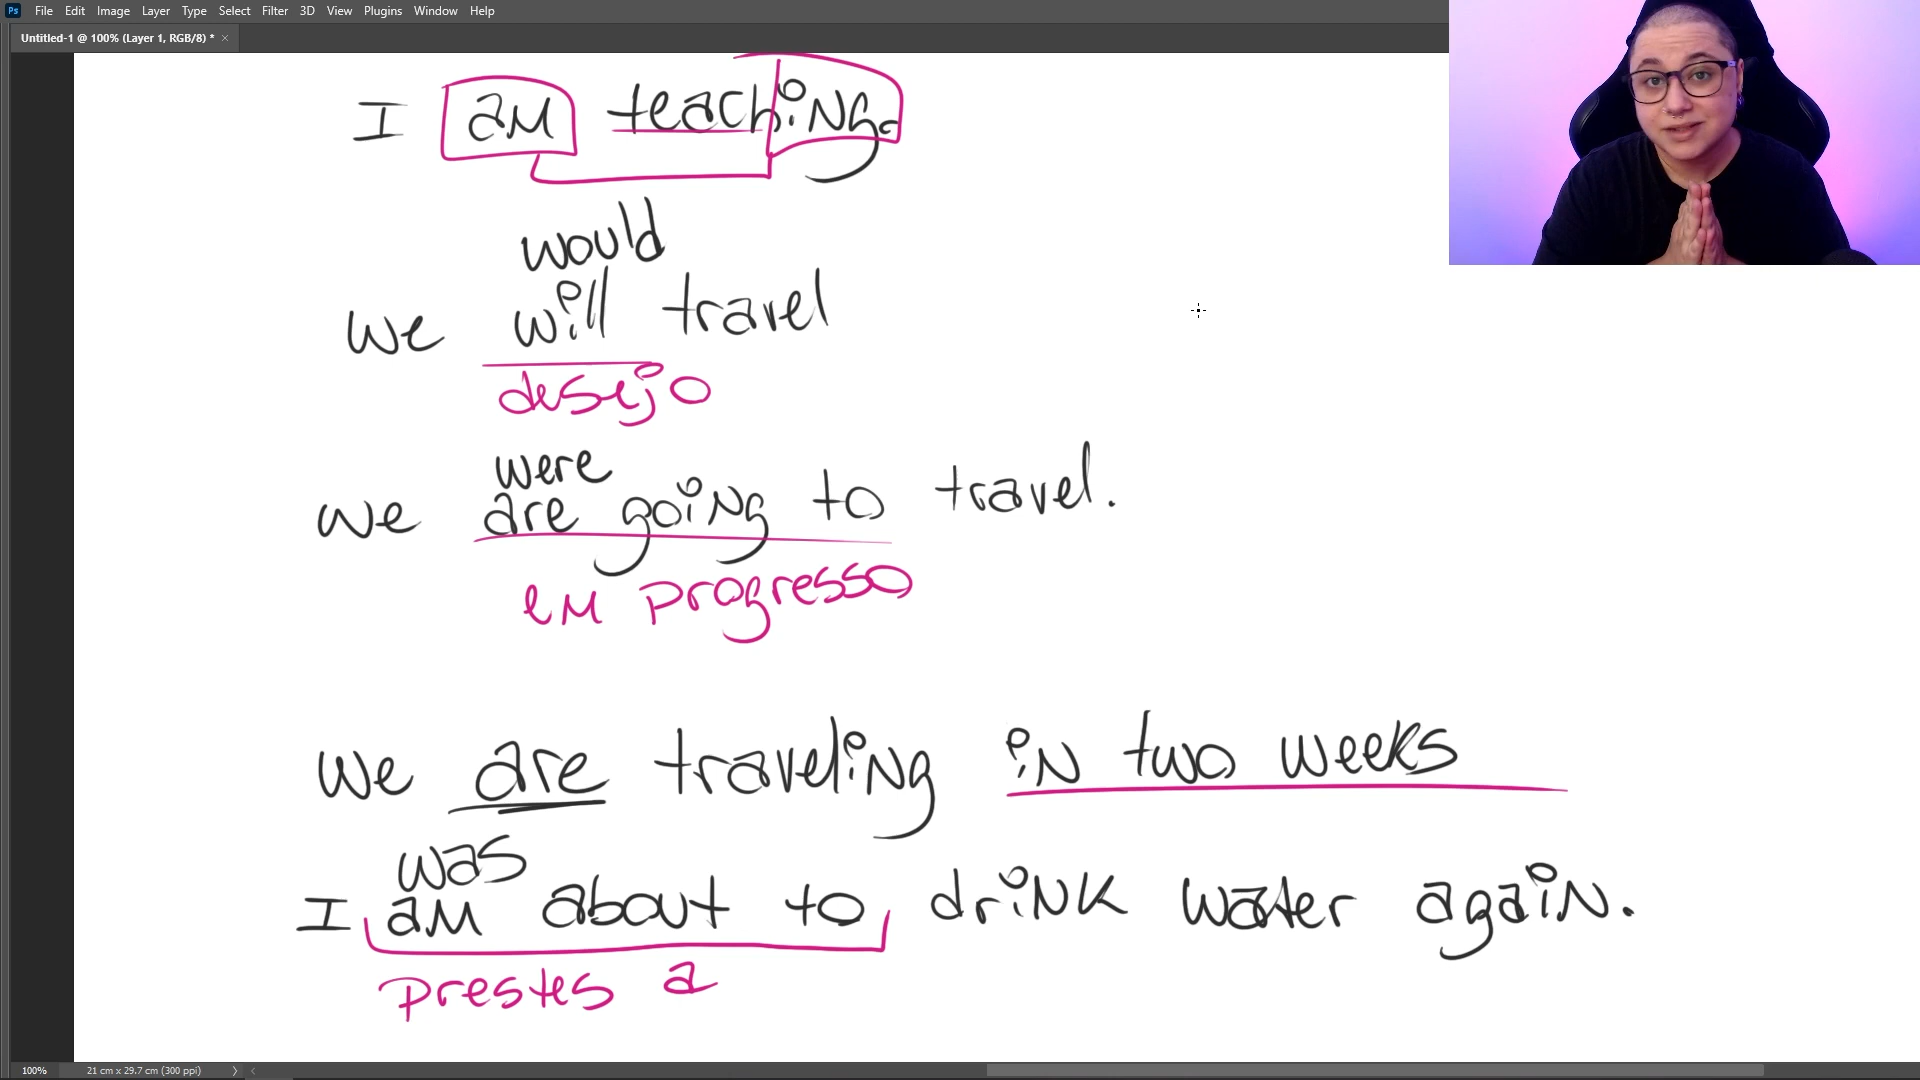 Ps File Edit Image Layer Type Select Filter 3D View Plugins Window Help
Untitled-1 @ 100% (Layer 1, RGB/8) * ×
I am teaching.
would
we will travel
desejo
were
we are going to travel.
em progresso
we are traveling in two weeks
was
I am about to drink water again.
prestes a
100% 21 cm x 29.7 cm (300 ppi)